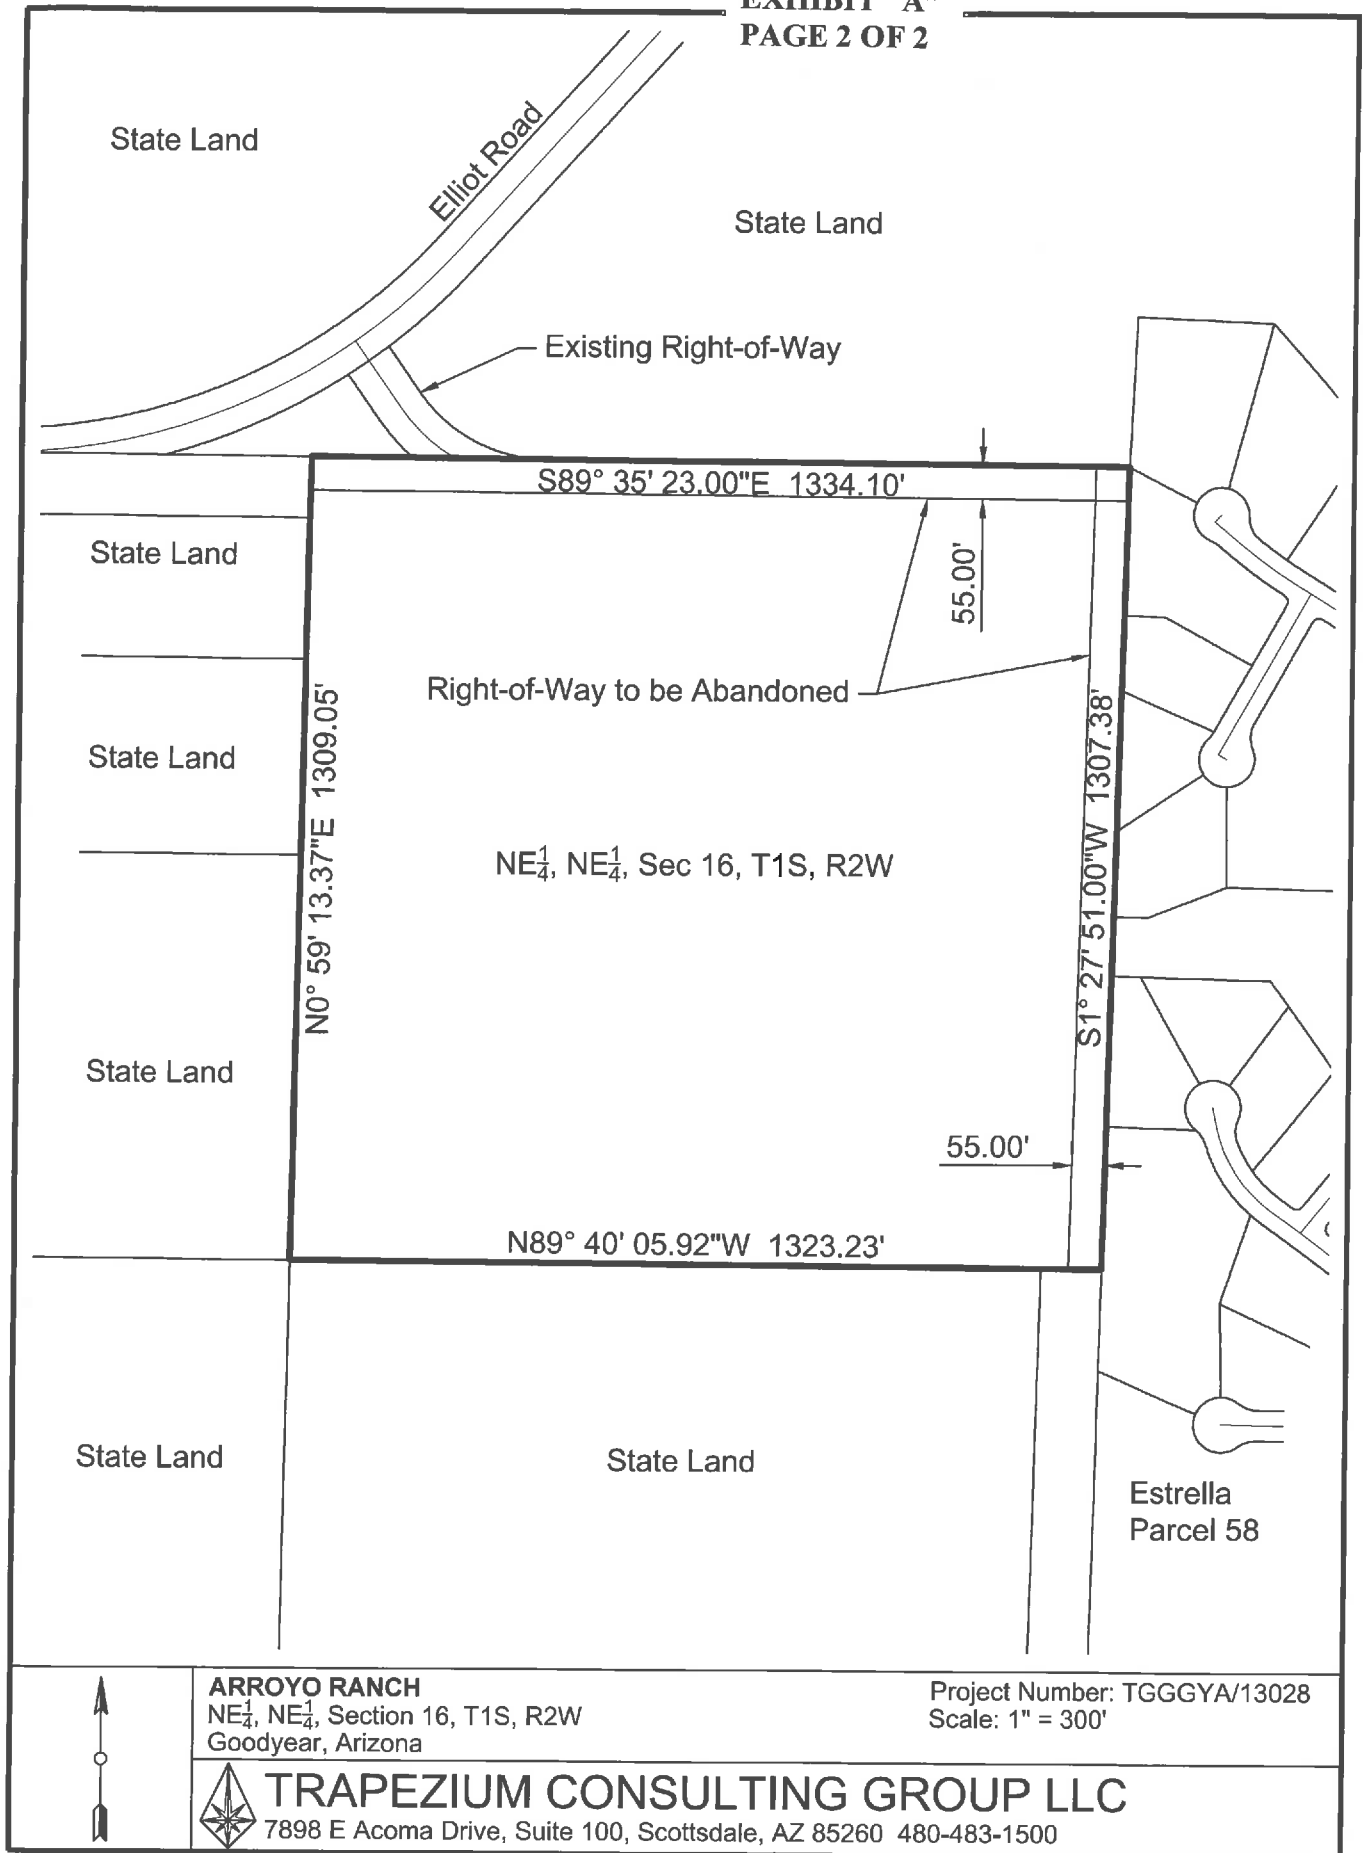 EXHIBIT "A"
PAGE 2 OF 2
State Land
Elliot Road
State Land
Existing Right-of-Way
S89° 35' 23.00"E 1334.10'
State Land
55.00'
Right-of-Way to be Abandoned
N0° 59' 13.37"E 1309.05'
S1° 27' 51.00"W 1307.38'
State Land
NE¼, NE¼, Sec 16, T1S, R2W
State Land
55.00'
N89° 40' 05.92"W 1323.23'
State Land
State Land
Estrella
Parcel 58
ARROYO RANCH
NE¼, NE¼, Section 16, T1S, R2W
Goodyear, Arizona
Project Number: TGGGYA/13028
Scale: 1" = 300'
TRAPEZIUM CONSULTING GROUP LLC
7898 E Acoma Drive, Suite 100, Scottsdale, AZ 85260 480-483-1500